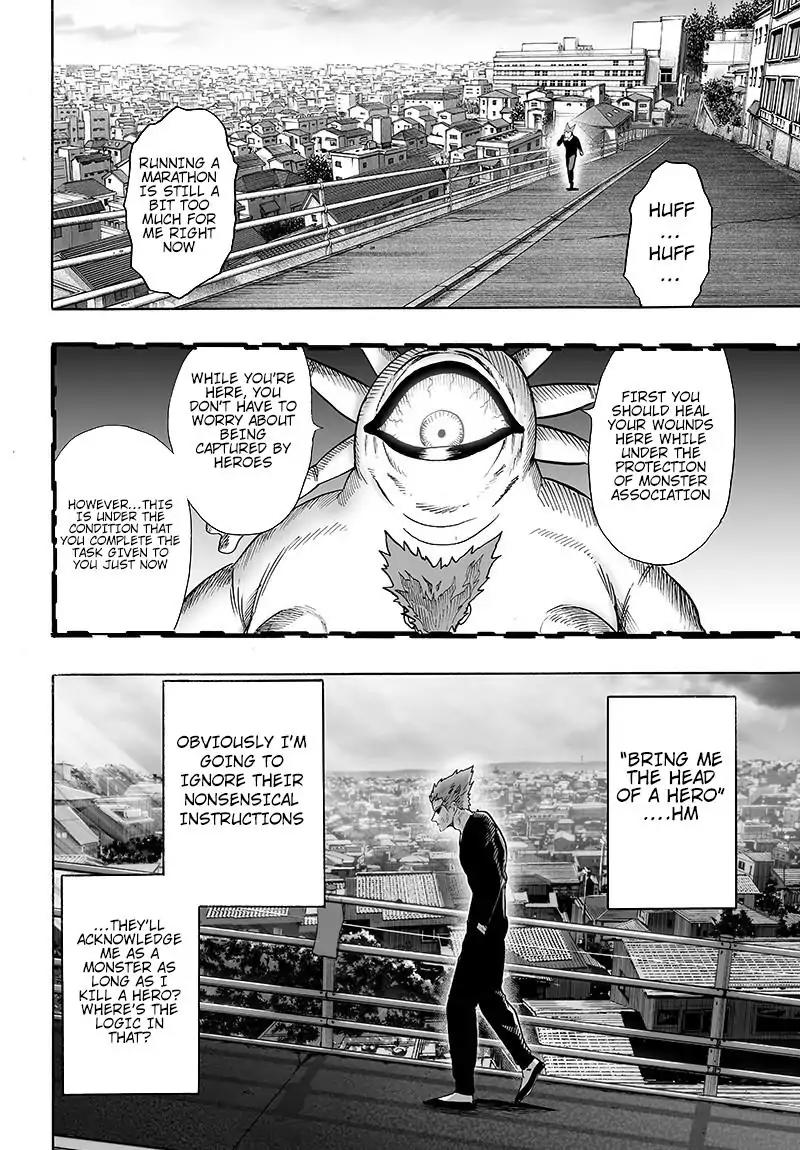 HUFF
...
HUFF
...
RUNNING A
MARATHON
IS STILL A
BIT TOO
MUCH FOR
ME RIGHT
NOW
FIRST YOU
SHOULD HEAL
YOUR WOUNDS
HERE WHILE
UNDER THE
PROTECTION
OF MONSTER
ASSOCIATION
WHILE YOU'RE
HERE, YOU
DON'T HAVE TO
WORRY ABOUT
BEING
CAPTURED BY
HEROES
HOWEVER...THIS
IS UNDER THE
CONDITION THAT
YOU COMPLETE THE
TASK GIVEN TO
YOU JUST NOW
"BRING ME
THE HEAD
OF A HERO"
....HM
OBVIOUSLY I'M
GOING TO
IGNORE THEIR
NONSENSICAL
INSTRUCTIONS
...THEY'LL
ACKNOWLEDGE
ME AS A
MONSTER AS
LONG AS I
KILL A HERO?
WHERE'S THE
LOGIC IN
THAT?